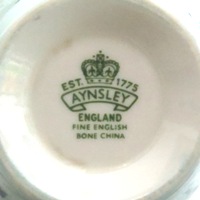 EST. 1775
AYNSLEY
ENGLAND
FINE ENGLISH
BONE CHINA